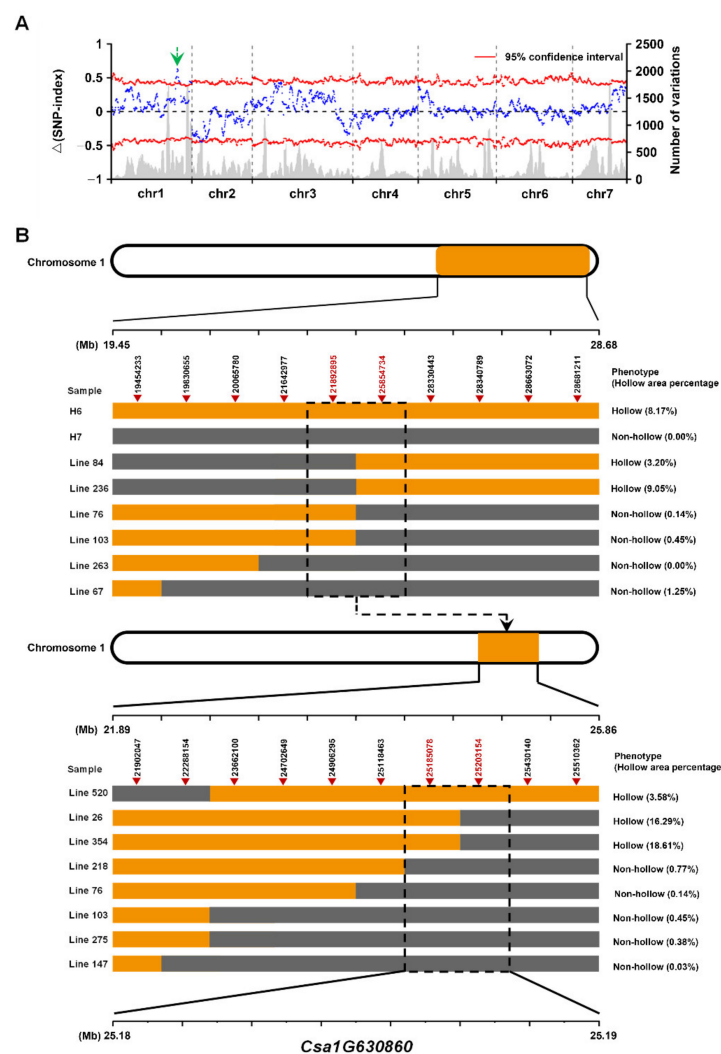 A
1
0.5
0
−0.5
−1
△(SNP-index)
95% confidence interval
2500
2000
1500
1000
500
0
Number of variations
chr1 chr2 chr3 chr4 chr5 chr6 chr7
B
Chromosome 1
(Mb) 19.45 28.68
Sample 19454233 19830655 20065780 21642977 21892895 25854734 28330443 28340789 28663072 28681211 Phenotype
(Hollow area percentage
H6 Hollow (8.17%)
H7 Non-hollow (0.00%)
Line 84 Hollow (3.20%)
Line 236 Hollow (9.05%)
Line 76 Non-hollow (0.14%)
Line 103 Non-hollow (0.45%)
Line 263 Non-hollow (0.00%)
Line 67 Non-hollow (1.25%)
Chromosome 1
(Mb) 21.89 25.86
Sample 21902047 22288154 23662100 24702649 24906295 25118463 25185078 25203154 25430140 25510362 Phenotype
(Hollow area percentage
Line 520 Hollow (3.58%)
Line 26 Hollow (16.29%)
Line 354 Hollow (18.61%)
Line 218 Non-hollow (0.77%)
Line 76 Non-hollow (0.14%)
Line 103 Non-hollow (0.45%)
Line 275 Non-hollow (0.38%)
Line 147 Non-hollow (0.03%)
(Mb) 25.18 25.19
Csa1G630860